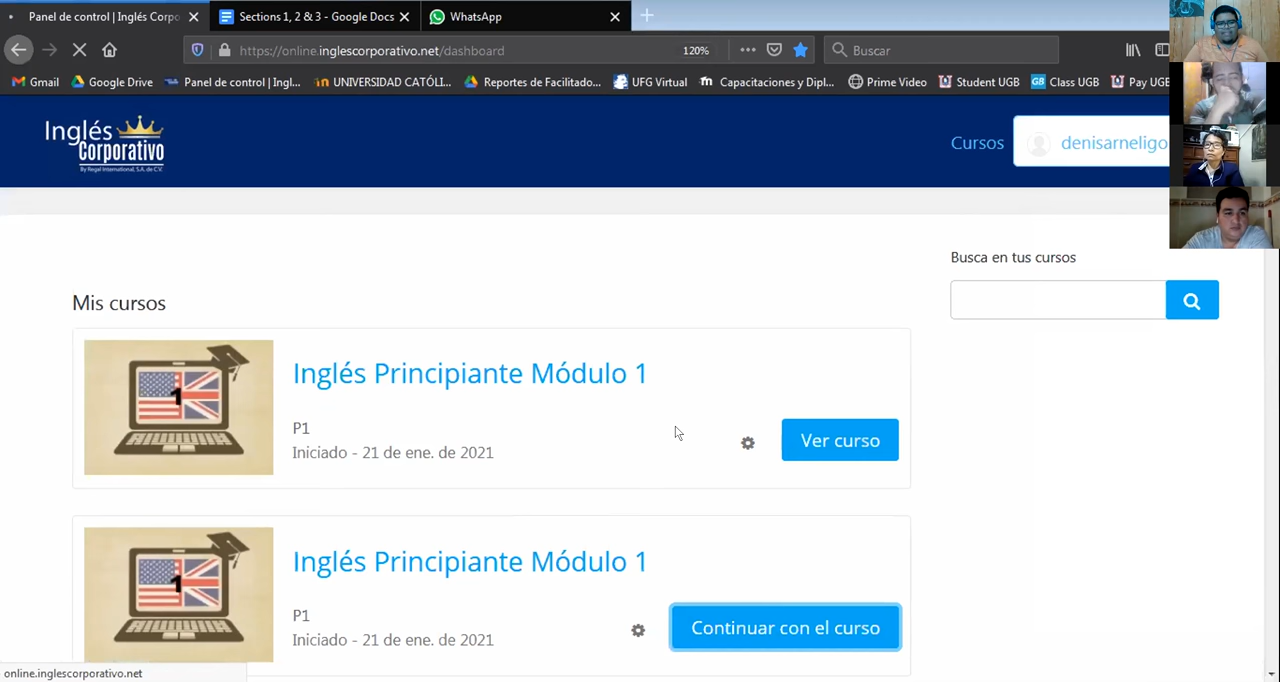 Panel de control | Inglés Corpo
Sections 1, 2 & 3 - Google Docs
WhatsApp
https://online.inglescorporativo.net/dashboard
120%
Buscar
Gmail
Google Drive
Panel de control | Ingl...
UNIVERSIDAD CATÓLI...
Reportes de Facilitado...
UFG Virtual
Capacitaciones y Dipl...
Prime Video
Student UGB
GB
Class UGB
Pay UGB
Inglés
Corporativo
By Regal International, S.A. de C.V.
Cursos
denisarneligo
Busca en tus cursos
Mis cursos
1
Inglés Principiante Módulo 1
P1
Iniciado - 21 de ene. de 2021
Ver curso
1
Inglés Principiante Módulo 1
P1
Iniciado - 21 de ene. de 2021
Continuar con el curso
online.inglescorporativo.net